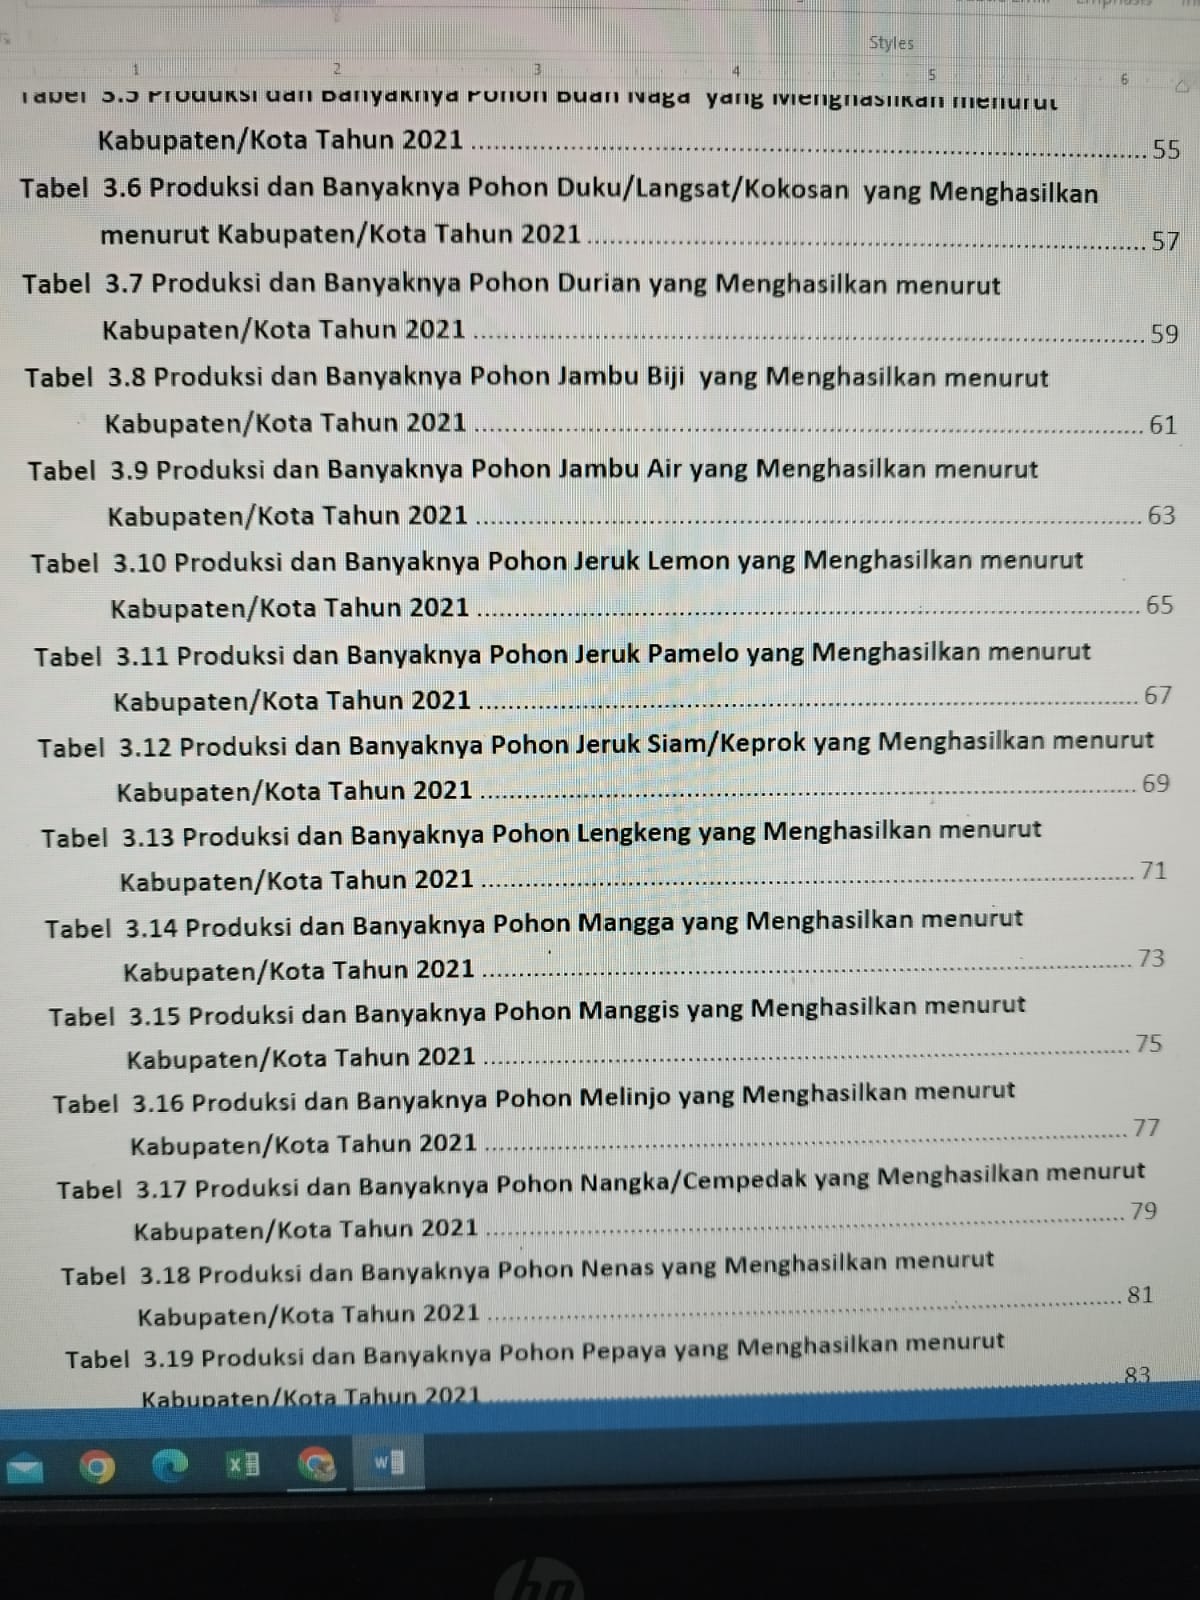 Styles
1 2 3 4 5 6
Tabel 3.5 Produksi dan Banyaknya Pohon Buah Naga yang Menghasilkan menurut
Kabupaten/Kota Tahun 2021 55
Tabel 3.6 Produksi dan Banyaknya Pohon Duku/Langsat/Kokosan yang Menghasilkan
menurut Kabupaten/Kota Tahun 2021 57
Tabel 3.7 Produksi dan Banyaknya Pohon Durian yang Menghasilkan menurut
Kabupaten/Kota Tahun 2021 59
Tabel 3.8 Produksi dan Banyaknya Pohon Jambu Biji yang Menghasilkan menurut
Kabupaten/Kota Tahun 2021 61
Tabel 3.9 Produksi dan Banyaknya Pohon Jambu Air yang Menghasilkan menurut
Kabupaten/Kota Tahun 2021 63
Tabel 3.10 Produksi dan Banyaknya Pohon Jeruk Lemon yang Menghasilkan menurut
Kabupaten/Kota Tahun 2021 65
Tabel 3.11 Produksi dan Banyaknya Pohon Jeruk Pamelo yang Menghasilkan menurut
Kabupaten/Kota Tahun 2021 67
Tabel 3.12 Produksi dan Banyaknya Pohon Jeruk Siam/Keprok yang Menghasilkan menurut
Kabupaten/Kota Tahun 2021 69
Tabel 3.13 Produksi dan Banyaknya Pohon Lengkeng yang Menghasilkan menurut
Kabupaten/Kota Tahun 2021 71
Tabel 3.14 Produksi dan Banyaknya Pohon Mangga yang Menghasilkan menurut
Kabupaten/Kota Tahun 2021 73
Tabel 3.15 Produksi dan Banyaknya Pohon Manggis yang Menghasilkan menurut
Kabupaten/Kota Tahun 2021 75
Tabel 3.16 Produksi dan Banyaknya Pohon Melinjo yang Menghasilkan menurut
Kabupaten/Kota Tahun 2021 77
Tabel 3.17 Produksi dan Banyaknya Pohon Nangka/Cempedak yang Menghasilkan menurut
Kabupaten/Kota Tahun 2021 79
Tabel 3.18 Produksi dan Banyaknya Pohon Nenas yang Menghasilkan menurut
Kabupaten/Kota Tahun 2021 81
Tabel 3.19 Produksi dan Banyaknya Pohon Pepaya yang Menghasilkan menurut
Kabupaten/Kota Tahun 2021 83
hp